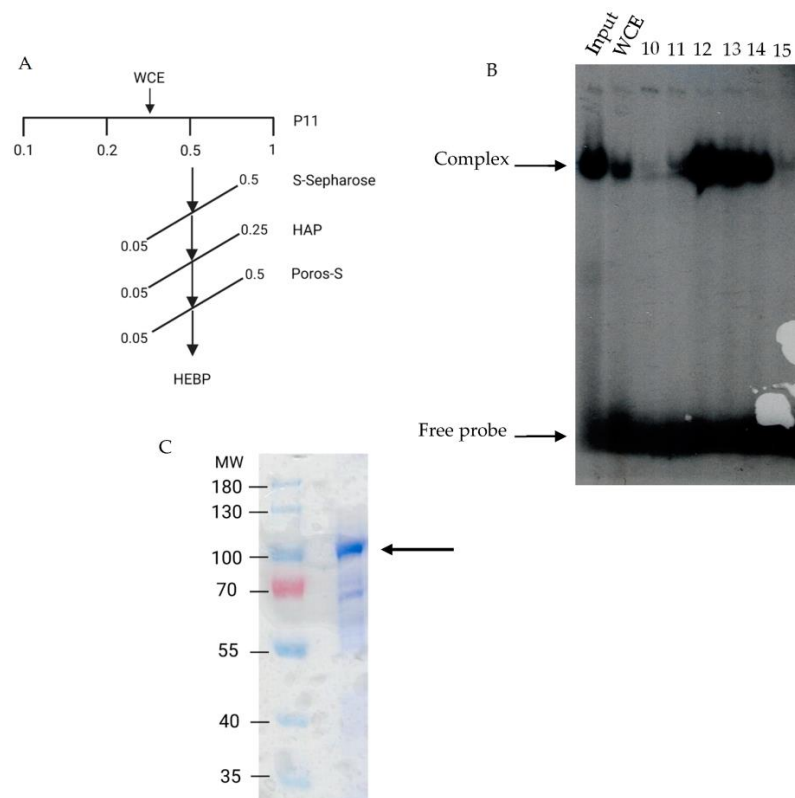 A
WCE
P11
0.1 0.2 0.5 1
0.5 S-Sepharose
0.05 0.25 HAP
0.05 0.5 Poros-S
0.05
HEBP
B
Input WCE 10 11 12 13 14 15
Complex
Free probe
C
MW
180
130
100
70
55
40
35